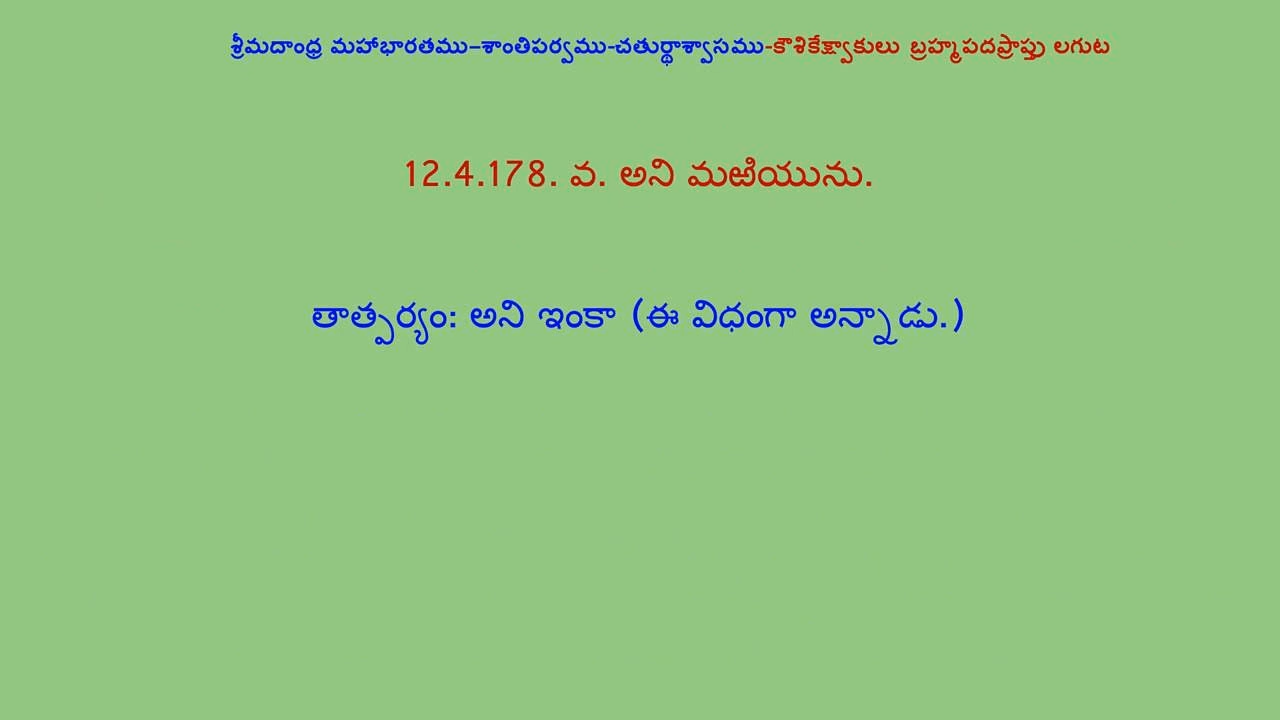 శ్రీమదాంధ్ర మహాభారతము–శాంతిపర్వము-చతుర్థాశ్వాసము-కౌశికేక్ష్వాకులు బ్రహ్మపదప్రాప్తు లగుట
12.4.178. వ. అని మఱియును.
తాత్పర్యం: అని ఇంకా (ఈ విధంగా అన్నాడు.)